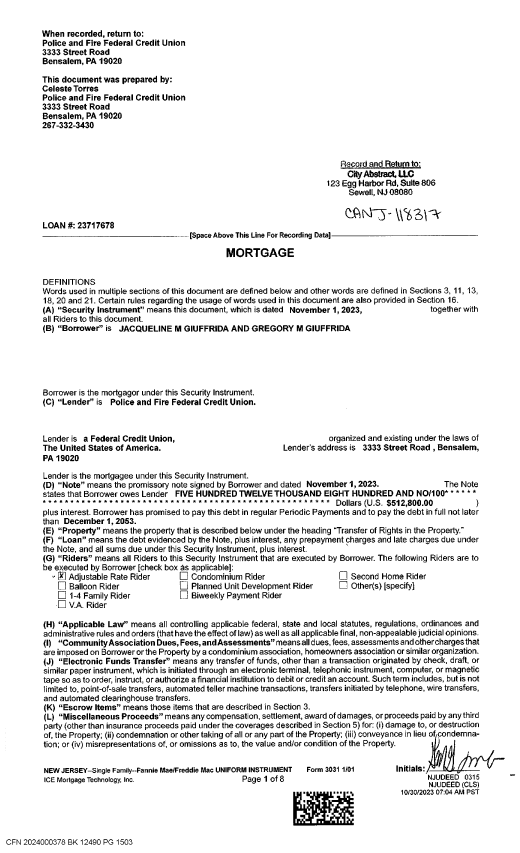 When recorded, return to:
Police and Fire Federal Credit Union
3333 Street Road
Bensalem, PA 19020
This document was prepared by:
Celeste Torres
Police and Fire Federal Credit Union
3333 Street Road
Bensalem, PA 19020
267-332-3430
Record and Return to:
City Abstract, LLC
123 Egg Harbor Rd, Suite 806
Sewell, NJ 08080
CANJ-118317
LOAN #: 23717678
[Space Above This Line For Recording Data]
MORTGAGE
DEFINITIONS
Words used in multiple sections of this document are defined below and other words are defined in Sections 3, 11, 13,
18, 20 and 21. Certain rules regarding the usage of words used in this document are also provided in Section 16.
(A) “Security Instrument” means this document, which is dated November 1, 2023, together with
all Riders to this document.
(B) “Borrower” is JACQUELINE M GIUFFRIDA AND GREGORY M GIUFFRIDA
Borrower is the mortgagor under this Security Instrument.
(C) “Lender” is Police and Fire Federal Credit Union.
Lender is a Federal Credit Union, organized and existing under the laws of
The United States of America. Lender's address is 3333 Street Road , Bensalem,
PA 19020
Lender is the mortgagee under this Security Instrument.
(D) “Note” means the promissory note signed by Borrower and dated November 1, 2023. The Note
states that Borrower owes Lender FIVE HUNDRED TWELVE THOUSAND EIGHT HUNDRED AND NO/100* * * * * *
* * * * * * * * * * * * * * * * * * * * * * * * * * * * * * * * * * * * * * * * * * * * Dollars (U.S. $512,800.00 )
plus interest. Borrower has promised to pay this debt in regular Periodic Payments and to pay the debt in full not later
than December 1, 2053.
(E) “Property” means the property that is described below under the heading “Transfer of Rights in the Property.”
(F) “Loan” means the debt evidenced by the Note, plus interest, any prepayment charges and late charges due under
the Note, and all sums due under this Security Instrument, plus interest.
(G) “Riders” means all Riders to this Security Instrument that are executed by Borrower. The following Riders are to
be executed by Borrower [check box as applicable]:
☒ Adjustable Rate Rider ☐ Condominium Rider ☐ Second Home Rider
☐ Balloon Rider ☐ Planned Unit Development Rider ☐ Other(s) [specify]
☐ 1-4 Family Rider ☐ Biweekly Payment Rider
☐ V.A. Rider
(H) “Applicable Law” means all controlling applicable federal, state and local statutes, regulations, ordinances and
administrative rules and orders (that have the effect of law) as well as all applicable final, non-appealable judicial opinions.
(I) “Community Association Dues, Fees, and Assessments” means all dues, fees, assessments and other charges that
are imposed on Borrower or the Property by a condominium association, homeowners association or similar organization.
(J) “Electronic Funds Transfer” means any transfer of funds, other than a transaction originated by check, draft, or
similar paper instrument, which is initiated through an electronic terminal, telephonic instrument, computer, or magnetic
tape so as to order, instruct, or authorize a financial institution to debit or credit an account. Such term includes, but is not
limited to, point-of-sale transfers, automated teller machine transactions, transfers initiated by telephone, wire transfers,
and automated clearinghouse transfers.
(K) “Escrow Items” means those items that are described in Section 3.
(L) “Miscellaneous Proceeds” means any compensation, settlement, award of damages, or proceeds paid by any third
party (other than insurance proceeds paid under the coverages described in Section 5) for: (i) damage to, or destruction
of, the Property; (ii) condemnation or other taking of all or any part of the Property; (iii) conveyance in lieu of condemna-
tion; or (iv) misrepresentations of, or omissions as to, the value and/or condition of the Property.
NEW JERSEY--Single Family--Fannie Mae/Freddie Mac UNIFORM INSTRUMENT Form 3031 1/01
ICE Mortgage Technology, Inc. Page 1 of 8
Initials:
NJUDEED 0315
NJUDEED (CLS)
10/30/2023 07:04 AM PST
CFN 2024000378 BK 12490 PG 1503